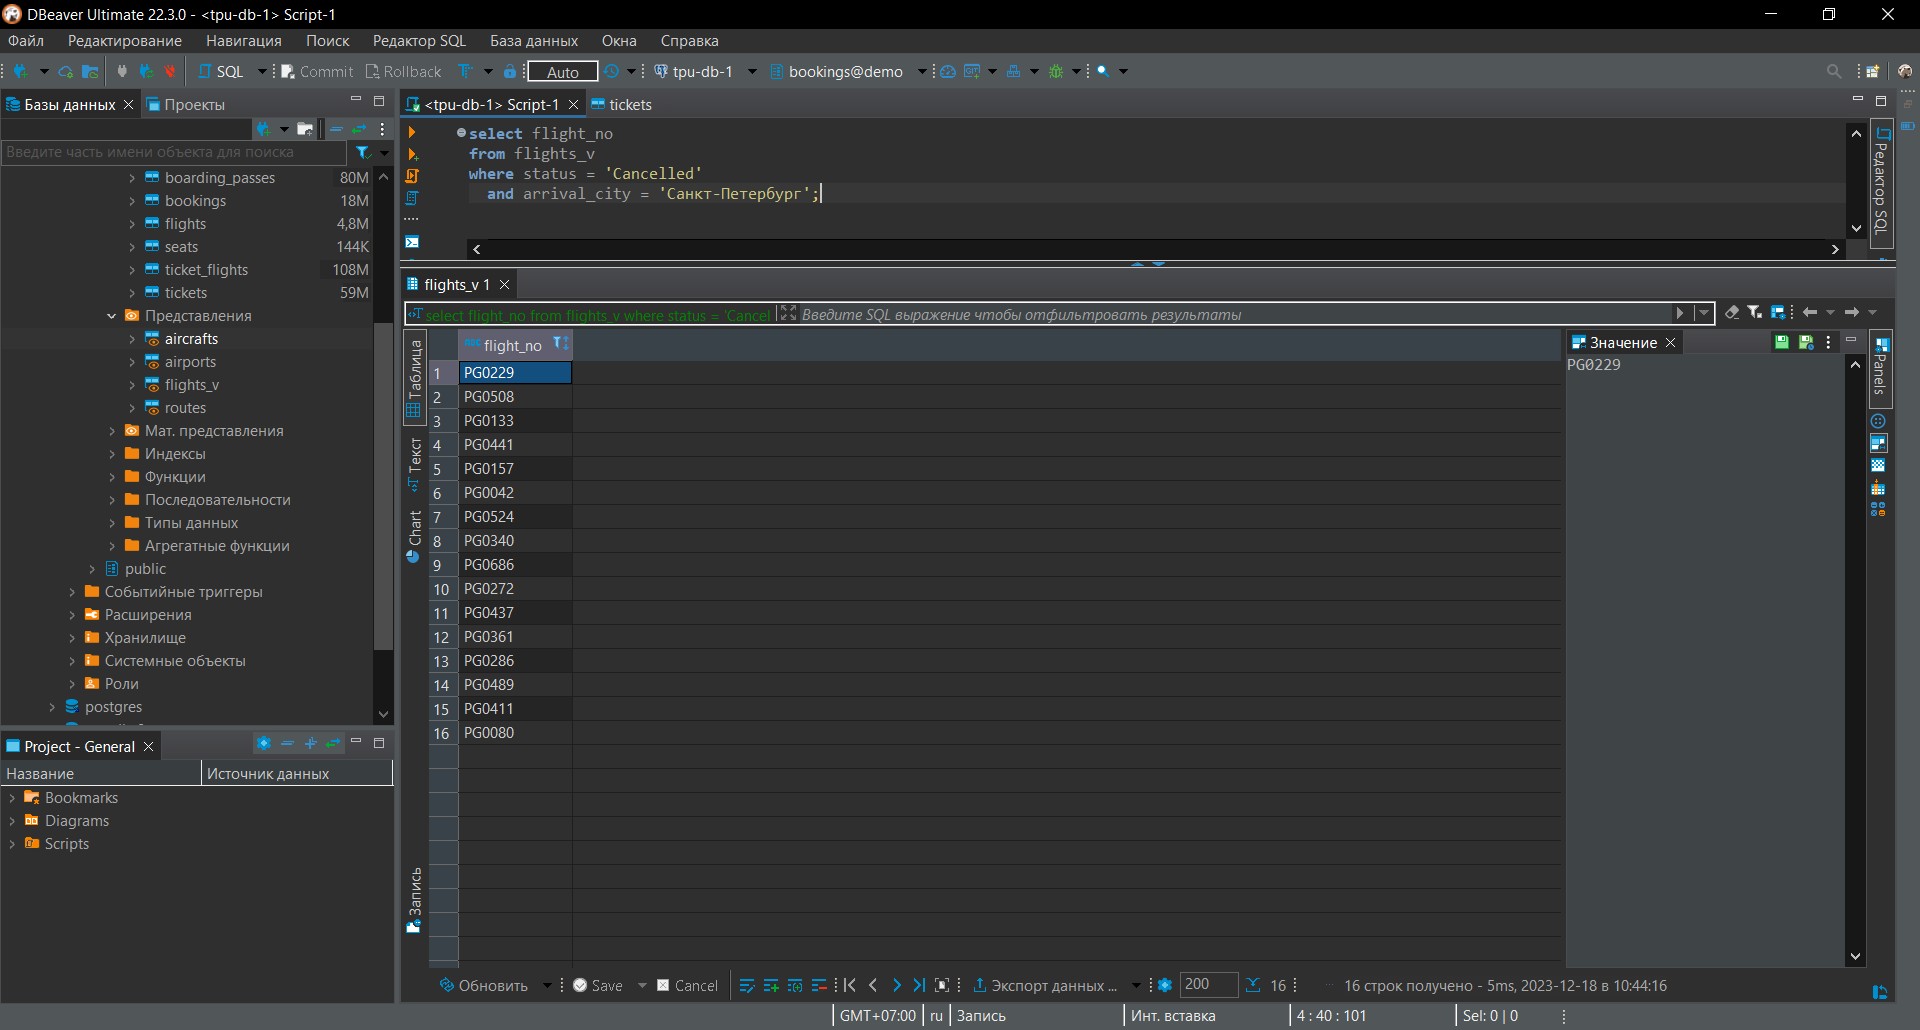 DBeaver Ultimate 22.3.0 - <tpu-db-1> Script-1
Файл Редактирование Навигация Поиск Редактор SQL База данных Окна Справка
SQL Commit Rollback Auto tpu-db-1 bookings@demo
Базы данных Проекты
Введите часть имени объекта для поиска
boarding_passes 80M
bookings 18M
flights 4,8M
seats 144K
ticket_flights 108M
tickets 59M
Представления
aircrafts
airports
flights_v
routes
Мат. представления
Индексы
Функции
Последовательности
Типы данных
Агрегатные функции
public
Событийные триггеры
Расширения
Хранилище
Системные объекты
Роли
postgres
Project - General
Название Источник данных
Bookmarks
Diagrams
Scripts
<tpu-db-1> Script-1 tickets
select flight_no
from flights_v
where status = 'Cancelled'
and arrival_city = 'Санкт-Петербург';
Редактор SQL
flights_v 1
select flight_no from flights_v where status = 'Cancel Введите SQL выражение чтобы отфильтровать результаты
Таблица
Текст
Chart
Запись
flight_no
1 PG0229
2 PG0508
3 PG0133
4 PG0441
5 PG0157
6 PG0042
7 PG0524
8 PG0340
9 PG0686
10 PG0272
11 PG0437
12 PG0361
13 PG0286
14 PG0489
15 PG0411
16 PG0080
Значение
PG0229
Panels
Обновить Save Cancel Экспорт данных ... 200 16 16 строк получено - 5ms, 2023-12-18 в 10:44:16
GMT+07:00 ru Запись Инт. вставка 4 : 40 : 101 Sel: 0 | 0